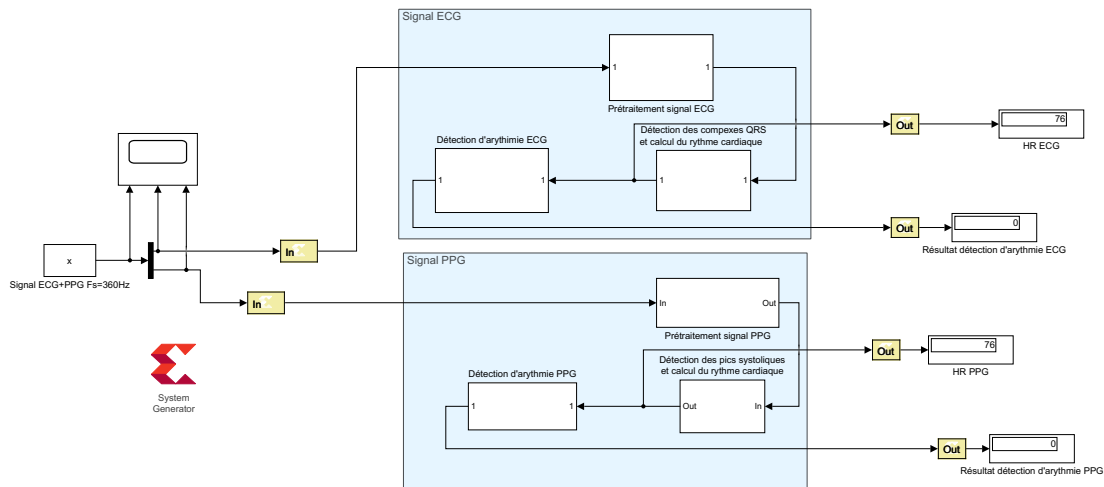 Signal ECG
1
1
Prétraitement signal ECG
Out
76
HR ECG
Détection des compexes QRS
et calcul du rythme cardiaque
Détection d'arythimie ECG
1
1
1
1
Out
0
Résultat détection d'arythmie ECG
In
x
Signal ECG+PPG Fs=360Hz
In
System
Generator
Signal PPG
In
Out
Prétraitement signal PPG
Out
76
HR PPG
Détection des pics systoliques
et calcul du rythme cardiaque
Détection d'arythmie PPG
1
1
Out
In
Out
0
Résultat détection d'arythmie PPG